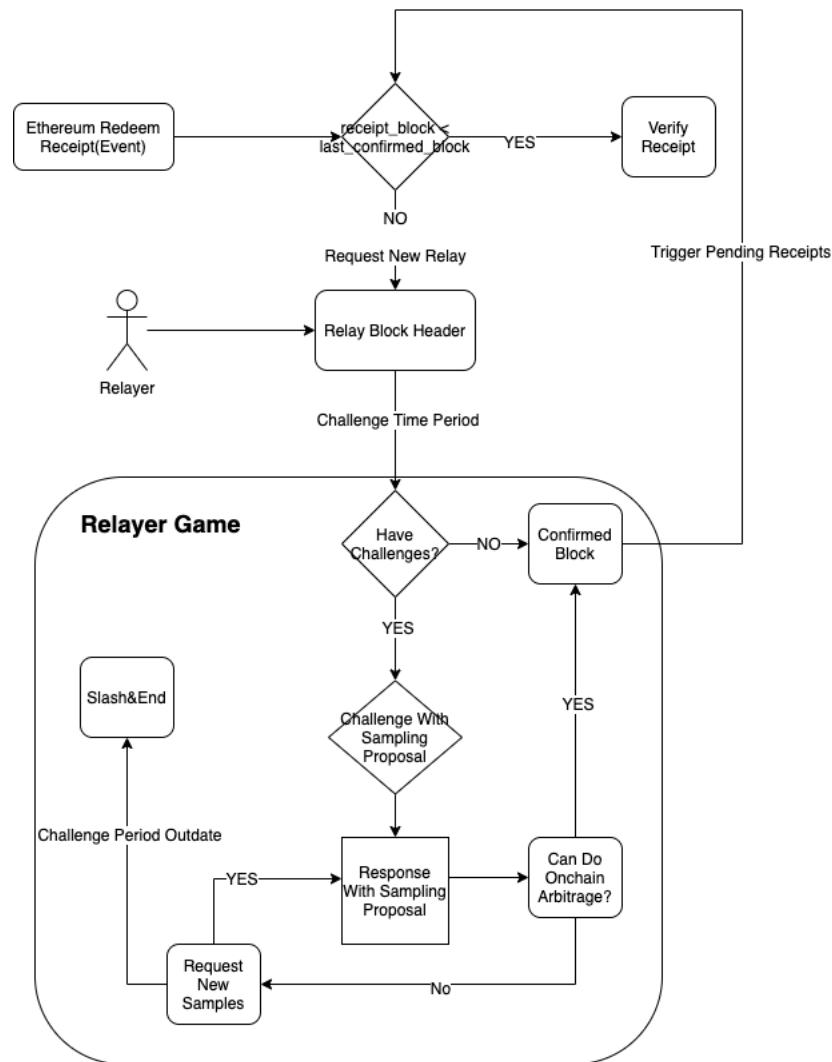 Ethereum Redeem
Receipt(Event)
receipt_block <
last_confirmed_block
YES
Verify
Receipt
NO
Trigger Pending Receipts
Request New Relay
Relay Block Header
Relayer
Challenge Time Period
Relayer Game
Have
Challenges?
NO
Confirmed
Block
YES
Slash&End
Challenge With
Sampling
Proposal
YES
Challenge Period Outdate
Response
With Sampling
Proposal
Can Do
Onchain
Arbitrage?
YES
Request
New
Samples
No